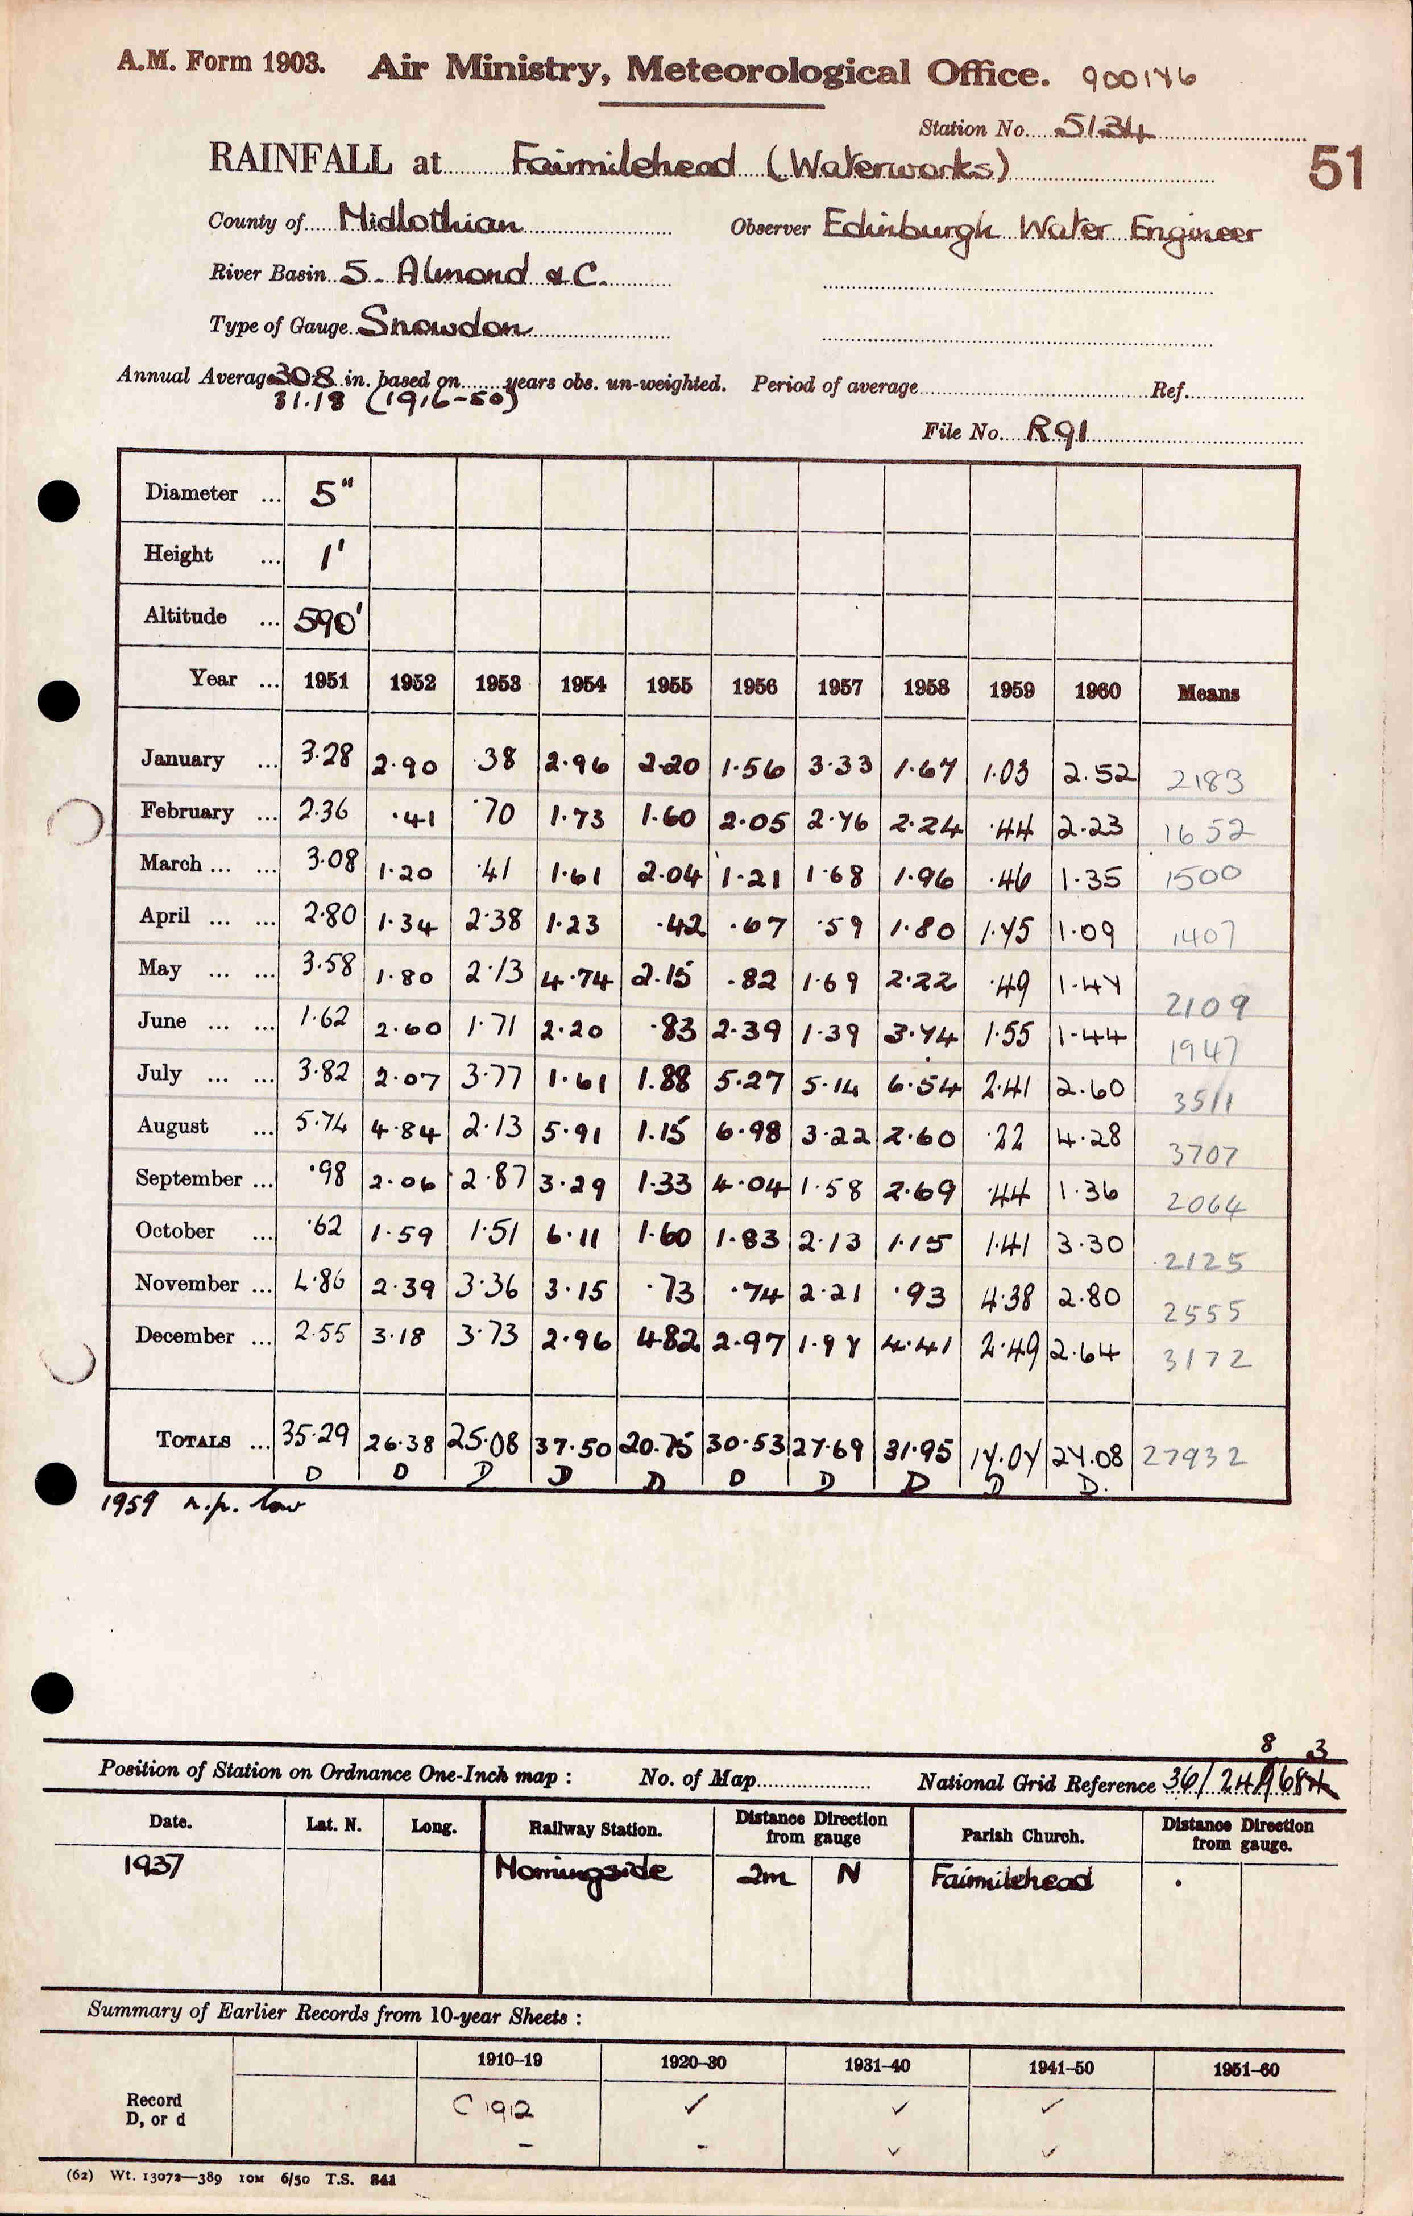 A.M. Form 1903. Air Ministry, Meteorological Office. 900146
Station No. 5134
RAINFALL at Fairmilehead (Waterworks) 51
County of Midlothian Observer Edinburgh Water Engineer
River Basin 5. Almond &C.
Type of Gauge Snowdon
Annual Average 30.8 in. based on years obs. un-weighted. Period of average Ref.
31.18 (1916-50)
File No. R91
Diameter ... 5"
Height ... 1'
Altitude ... 590'
Year ... 1951 1952 1953 1954 1955 1956 1957 1958 1959 1960 Means
January ... 3.28 2.90 .38 2.96 2.20 1.56 3.33 1.67 1.03 2.52 2183
February ... 2.36 .41 .70 1.73 1.60 2.05 2.76 2.24 .44 2.23 1652
March ... ... 3.08 1.20 .41 1.61 2.04 1.21 1.68 1.96 .46 1.35 1500
April ... ... 2.80 1.34 2.38 1.23 .42 .67 .59 1.80 1.75 1.09 1407
May ... ... 3.58 1.80 2.13 4.74 2.15 .82 1.69 2.22 .49 1.47 2109
June ... ... 1.62 2.60 1.71 2.20 .83 2.39 1.39 3.74 1.55 1.44 1947
July ... ... 3.82 2.07 3.77 1.61 1.88 5.27 5.14 6.54 2.41 2.60 3511
August ... 5.74 4.84 2.13 5.91 1.15 6.98 3.22 2.60 .22 4.28 3707
September ... .98 2.06 2.87 3.29 1.33 4.04 1.58 2.69 .44 1.36 2064
October ... .62 1.59 1.51 6.11 1.60 1.83 2.13 1.15 1.41 3.30 2125
November ... 4.86 2.39 3.36 3.15 .73 .74 2.21 .93 4.38 2.80 2555
December ... 2.55 3.18 3.73 2.96 4.82 2.97 1.97 4.41 2.49 2.64 3172
TOTALS ... 35.29 26.38 25.08 37.50 20.75 30.53 27.69 31.95 17.07 27.08 27932
D D D D D D D D D D.
1959 n.p. low
8 3
Position of Station on Ordnance One-Inch map : No. of Map National Grid Reference 36/24 68
Date. Lat. N. Long. Railway Station. Distance Direction from gauge Parish Church. Distance Direction from gauge.
1937 Morningside 2m N Fairmilehead .
Summary of Earlier Records from 10-year Sheets :
1910-19 1920-30 1931-40 1941-50 1951-60
Record D, or d C 1912 ✓ ✓ ✓
- - ✓ ✓
(62) Wt. 13072—389 10M 6/50 T.S. 841